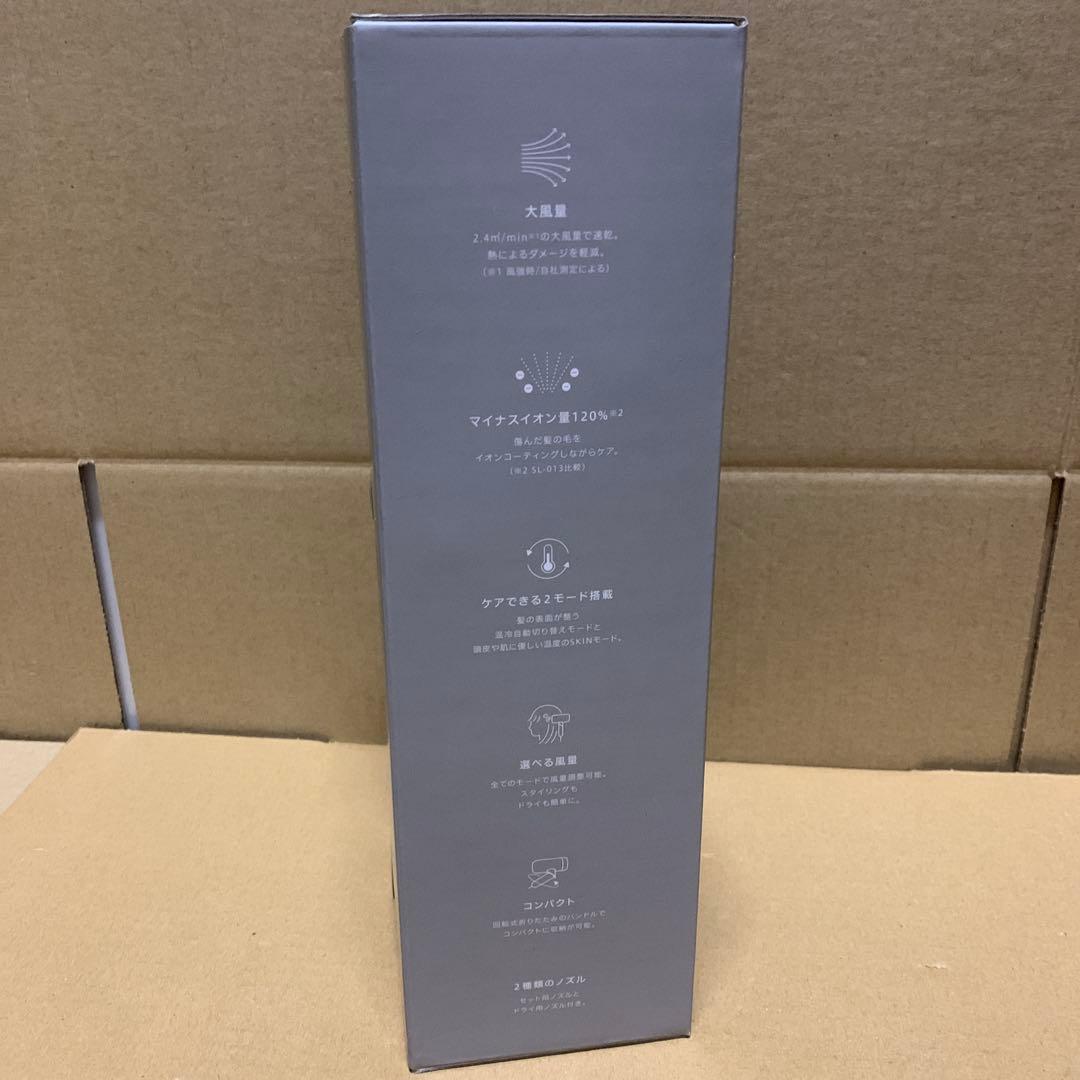 大風量
2.4㎥/min※1の大風量で速乾。
熱によるダメージを軽減。
(※1 風強時/自社測定による)
マイナスイオン量120%※2
傷んだ髪の毛を
イオンコーティングしながらケア。
(※2 SL-013比較)
ケアできる2モード搭載
髪の表面が整う
温冷自動切り替えモードと
頭皮や肌に優しい温度のSKINモード。
選べる風量
全てのモードで風量調整可能。
スタイリングも
ドライも簡単に。
コンパクト
回転式折りたたみのハンドルで
コンパクトに収納が可能。
2種類のノズル
セット用ノズルと
ドライ用ノズル付き。